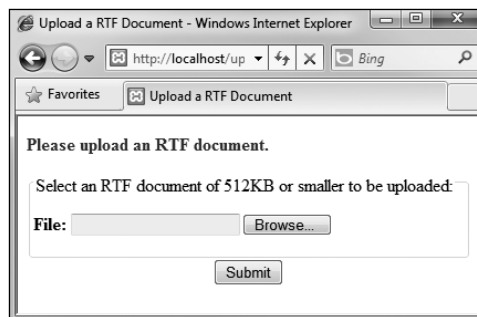 Upload a RTF Document - Windows Internet Explorer
http://localhost/up
Bing
Favorites
Upload a RTF Document
Please upload an RTF document.
Select an RTF document of 512KB or smaller to be uploaded:
File:
Browse...
Submit